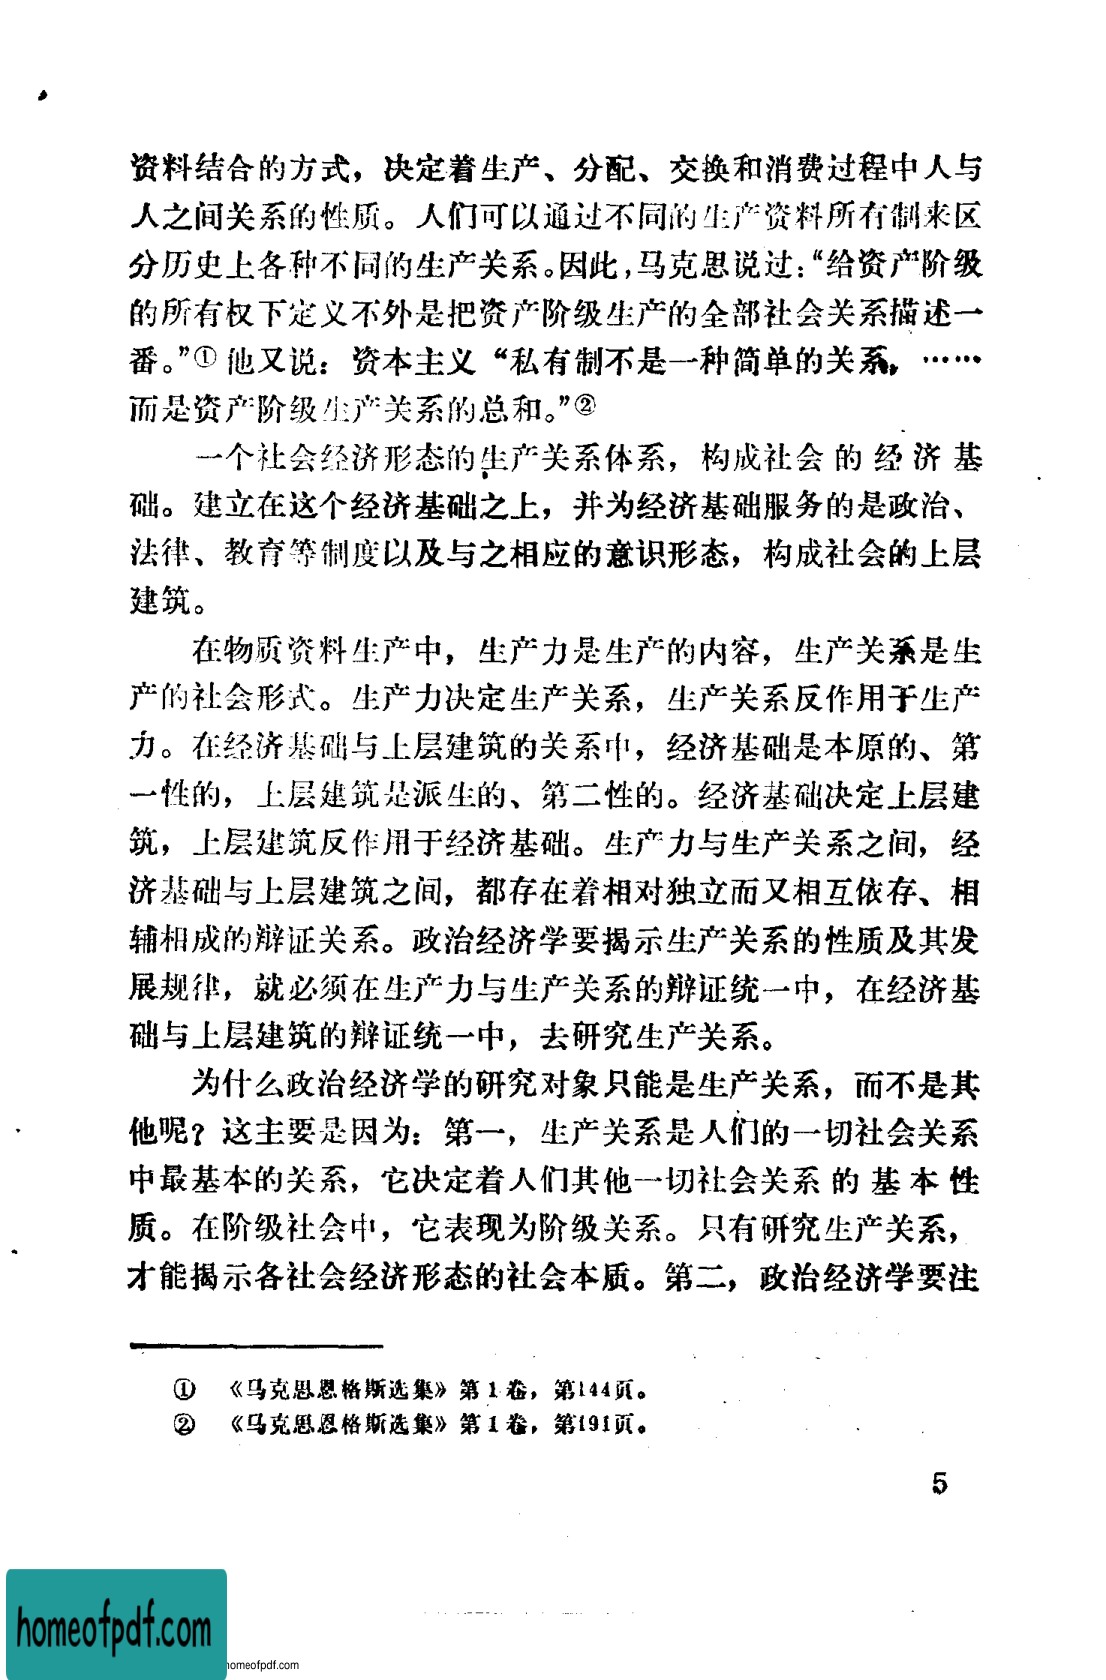 资料结合的方式，决定着生产、分配、交换和消费过程中人与
人之间关系的性质。人们可以通过不同的生产资料所有制来区
分历史上各种不同的生产关系。因此，马克思说过：“给资产阶级
的所有权下定义不外是把资产阶级生产的全部社会关系描述一
番。”①他又说：资本主义“私有制不是一种简单的关系，……
而是资产阶级生产关系的总和。”②
一个社会经济形态的生产关系体系，构成社会的经济基
础。建立在这个经济基础之上，并为经济基础服务的是政治、
法律、教育等制度以及与之相应的意识形态，构成社会的上层
建筑。
在物质资料生产中，生产力是生产的内容，生产关系是生
产的社会形式。生产力决定生产关系，生产关系反作用于生产
力。在经济基础与上层建筑的关系中，经济基础是本原的、第
一性的，上层建筑是派生的、第二性的。经济基础决定上层建
筑，上层建筑反作用于经济基础。生产力与生产关系之间，经
济基础与上层建筑之间，都存在着相对独立而又相互依存、相
辅相成的辩证关系。政治经济学要揭示生产关系的性质及其发
展规律，就必须在生产力与生产关系的辩证统一中，在经济基
础与上层建筑的辩证统一中，去研究生产关系。
为什么政治经济学的研究对象只能是生产关系，而不是其
他呢？这主要是因为：第一，生产关系是人们的一切社会关系
中最基本的关系，它决定着人们其他一切社会关系的基本性
质。在阶级社会中，它表现为阶级关系。只有研究生产关系，
才能揭示各社会经济形态的社会本质。第二，政治经济学要注
① 《马克思恩格斯选集》第1卷，第144页。
② 《马克思恩格斯选集》第1卷，第191页。
5
homeofpdf.com
homeofpdf.com